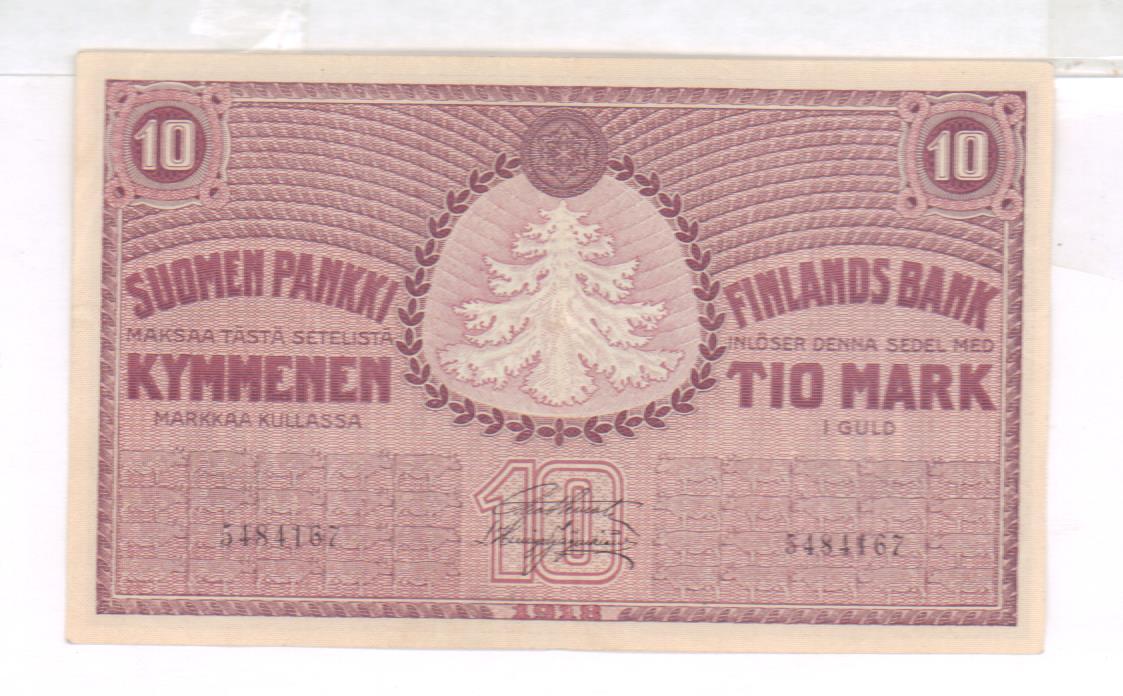 10
10
SUOMEN PANKKI
MAKSAA TÄSTÄ SETELISTÄ
KYMMENEN
MARKKAA KULLASSA
FINLANDS BANK
INLÖSER DENNA SEDEL MED
TIO MARK
I GULD
10
5484167
5484167
1918